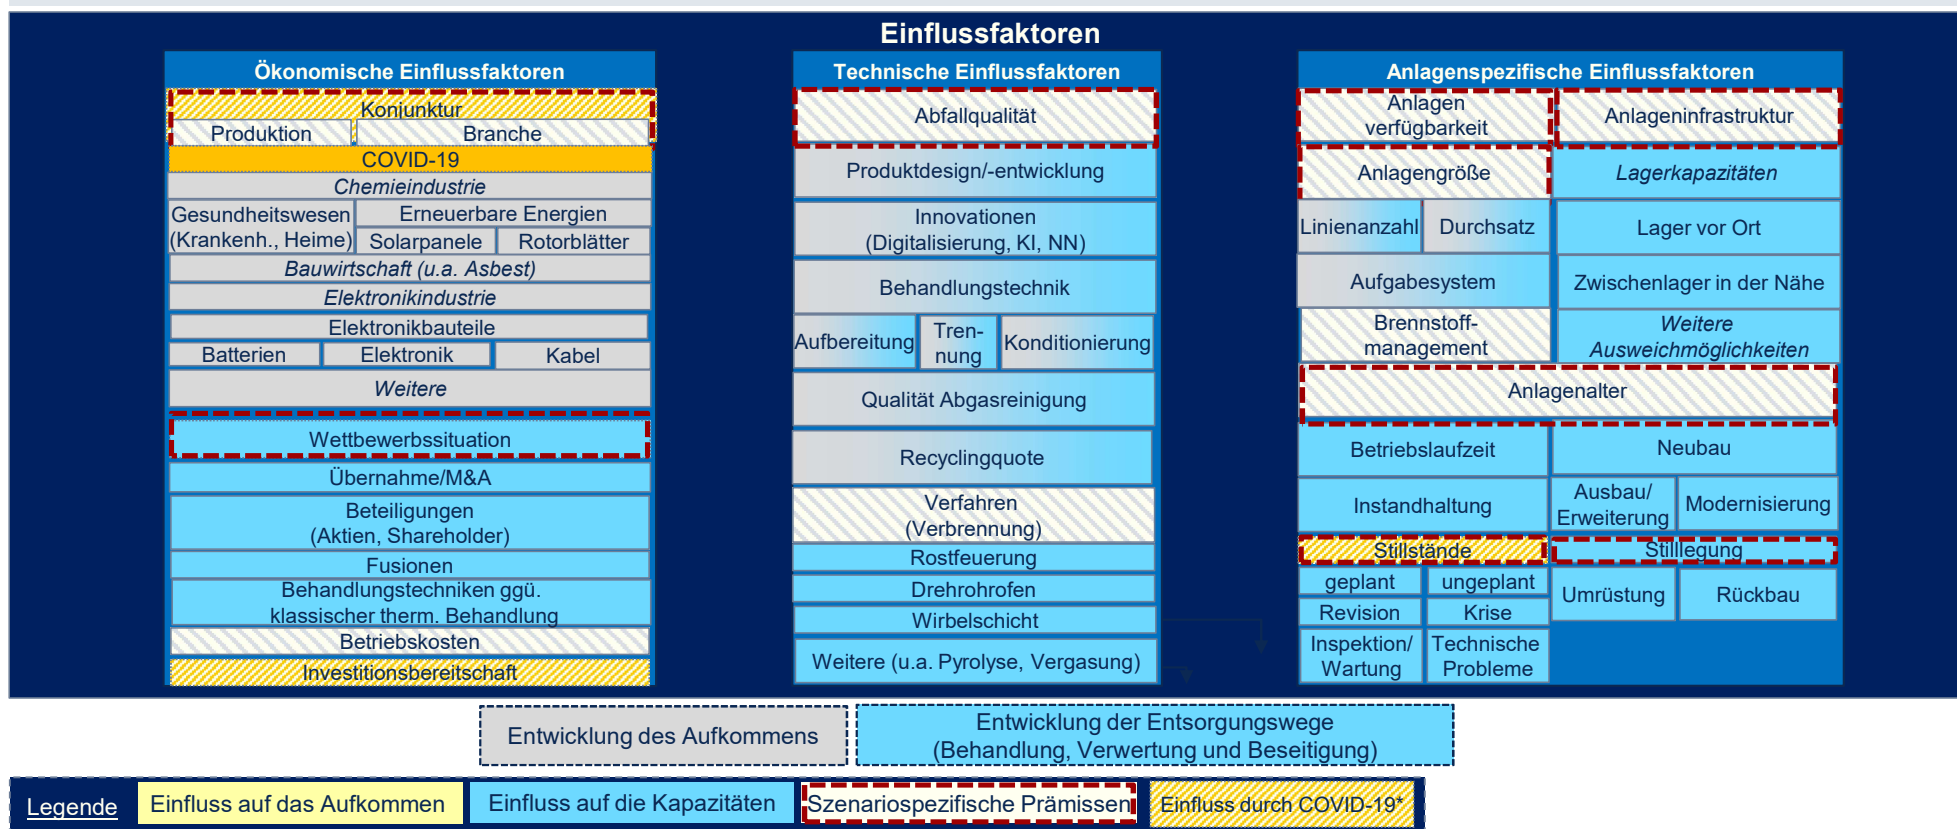 Einflussfaktoren
Ökonomische Einflussfaktoren
Konjunktur
Produktion
Branche
COVID-19
Chemieindustrie
Gesundheitswesen
(Krankenh., Heime)
Erneuerbare Energien
Solarpanele
Rotorblätter
Bauwirtschaft (u.a. Asbest)
Elektronikindustrie
Elektronikbauteile
Batterien
Elektronik
Kabel
Weitere
Wettbewerbssituation
Übernahme/M&A
Beteiligungen
(Aktien, Shareholder)
Fusionen
Behandlungstechniken ggü.
klassischer therm. Behandlung
Betriebskosten
Investitionsbereitschaft
Technische Einflussfaktoren
Abfallqualität
Produktdesign/-entwicklung
Innovationen
(Digitalisierung, KI, NN)
Behandlungstechnik
Aufbereitung
Tren-
nung
Konditionierung
Qualität Abgasreinigung
Recyclingquote
Verfahren
(Verbrennung)
Rostfeuerung
Drehrohrofen
Wirbelschicht
Weitere (u.a. Pyrolyse, Vergasung)
Anlagenspezifische Einflussfaktoren
Anlagen
verfügbarkeit
Anlageninfrastruktur
Anlagengröße
Lagerkapazitäten
Linienanzahl
Durchsatz
Lager vor Ort
Aufgabesystem
Zwischenlager in der Nähe
Brennstoff-
management
Weitere
Ausweichmöglichkeiten
Anlagenalter
Betriebslaufzeit
Neubau
Instandhaltung
Ausbau/
Erweiterung
Modernisierung
Stillstände
Stilllegung
geplant
ungeplant
Umrüstung
Rückbau
Revision
Krise
Inspektion/
Wartung
Technische
Probleme
Entwicklung des Aufkommens
Entwicklung der Entsorgungswege
(Behandlung, Verwertung und Beseitigung)
Legende
Einfluss auf das Aufkommen
Einfluss auf die Kapazitäten
Szenariospezifische Prämissen
Einfluss durch COVID-19*